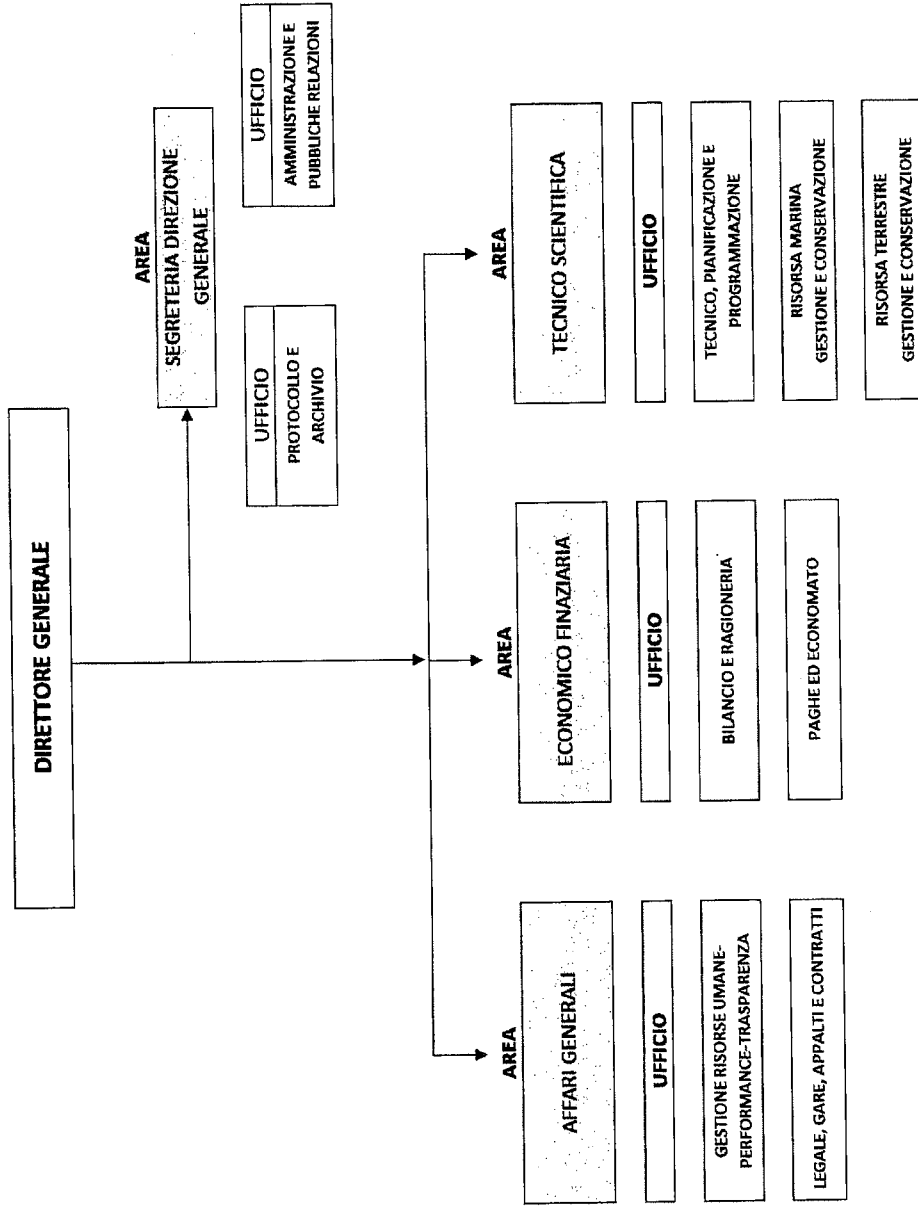 DIRETTORE GENERALE
AREA
SEGRETERIA DIREZIONE
GENERALE
UFFICIO
PROTOCOLLO E
ARCHIVIO
UFFICIO
AMMINISTRAZIONE E
PUBBLICHE RELAZIONI
AREA
AFFARI GENERALI
UFFICIO
GESTIONE RISORSE UMANE-
PERFORMANCE-TRASPARENZA
LEGALE, GARE, APPALTI E CONTRATTI
AREA
ECONOMICO FINAZIARIA
UFFICIO
BILANCIO E RAGIONERIA
PAGHE ED ECONOMATO
AREA
TECNICO SCIENTIFICA
UFFICIO
TECNICO, PIANIFICAZIONE E
PROGRAMMAZIONE
RISORSA MARINA
GESTIONE E CONSERVAZIONE
RISORSA TERRESTRE
GESTIONE E CONSERVAZIONE